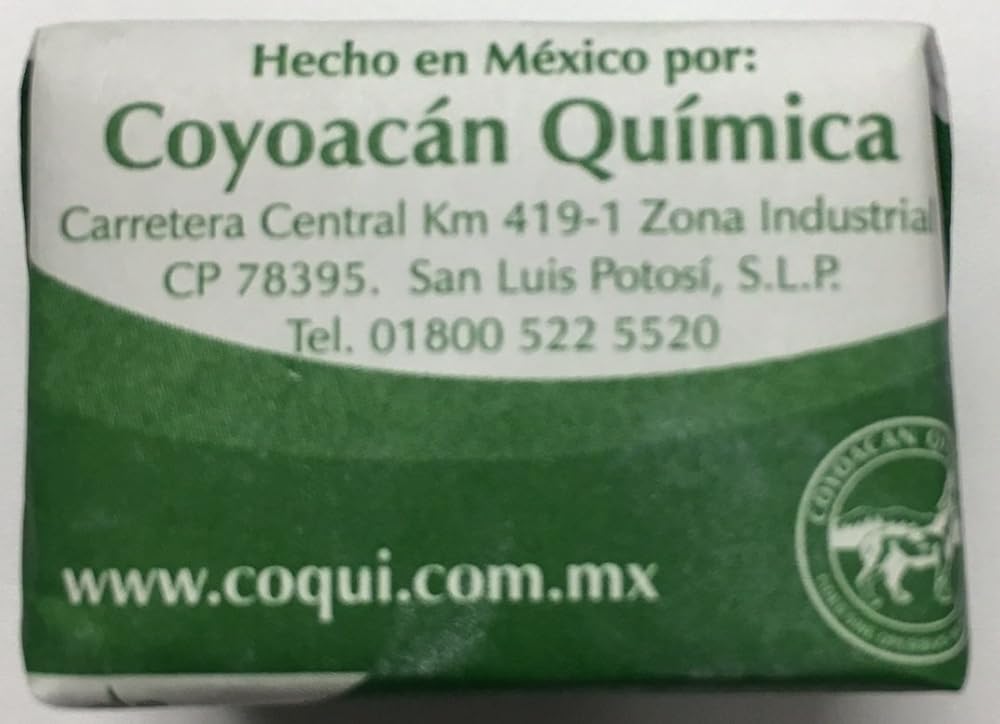 Hecho en México por:
Coyoacán Química
Carretera Central Km 419-1 Zona Industrial
CP 78395. San Luis Potosí, S.L.P.
Tel. 01800 522 5520
www.coqui.com.mx
COYOACAN